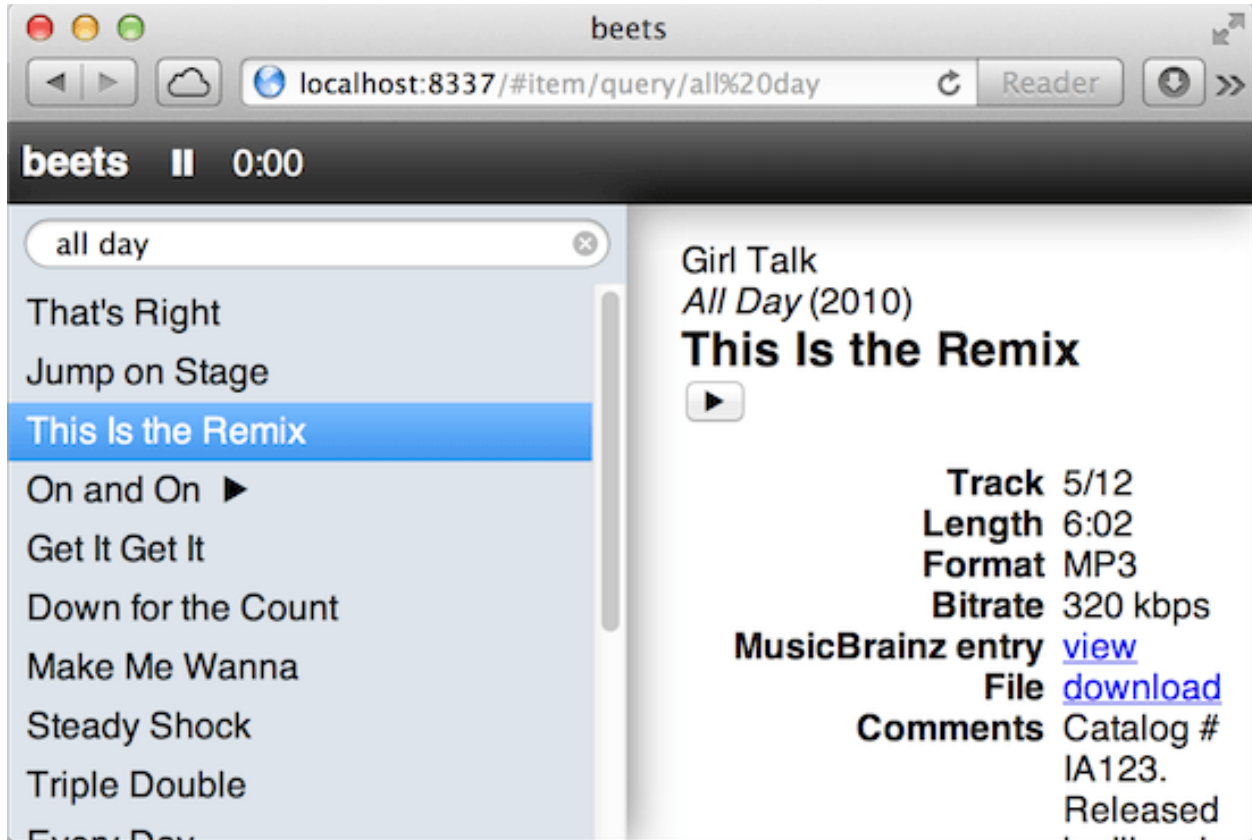 beets
localhost:8337/#item/query/all%20day
Reader
beets 0:00
all day
That's Right
Jump on Stage
This Is the Remix
On and On
Get It Get It
Down for the Count
Make Me Wanna
Steady Shock
Triple Double
Every Day
Girl Talk
All Day (2010)
This Is the Remix
Track 5/12
Length 6:02
Format MP3
Bitrate 320 kbps
MusicBrainz entry view
File download
Comments Catalog #
IA123.
Released